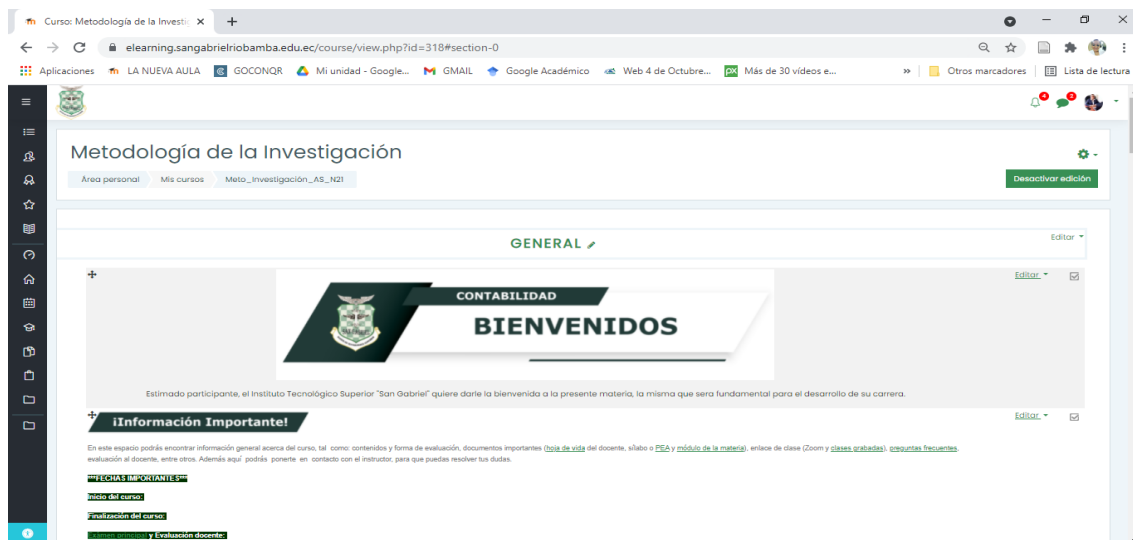 Curso: Metodología de la Investi
elearning.sangabrielriobamba.edu.ec/course/view.php?id=318#section-0
Aplicaciones LA NUEVA AULA GOCONQR Mi unidad - Google... GMAIL Google Académico Web 4 de Octubre... Más de 30 vídeos e... » Otros marcadores Lista de lectura
Metodología de la Investigación
Área personal Mis cursos Meto_Investigación_AS_N21
Desactivar edición
GENERAL
Editar
Editar
CONTABILIDAD
BIENVENIDOS
Estimado participante, el Instituto Tecnológico Superior "San Gabriel" quiere darle la bienvenida a la presente materia, la misma que sera fundamental para el desarrollo de su carrera.
¡Información Importante!
Editar
En este espacio podrás encontrar información general acerca del curso, tal como: contenidos y forma de evaluación, documentos importantes (hoja de vida del docente, sílabo o PEA y módulo de la materia), enlace de clase (Zoom y clases grabadas), preguntas frecuentes,
evaluación al docente, entre otros. Además aquí podrás ponerte en contacto con el instructor, para que puedas resolver tus dudas.
***FECHAS IMPORTANTES***
Inicio del curso:
Finalización del curso:
Examen principal y Evaluación docente: